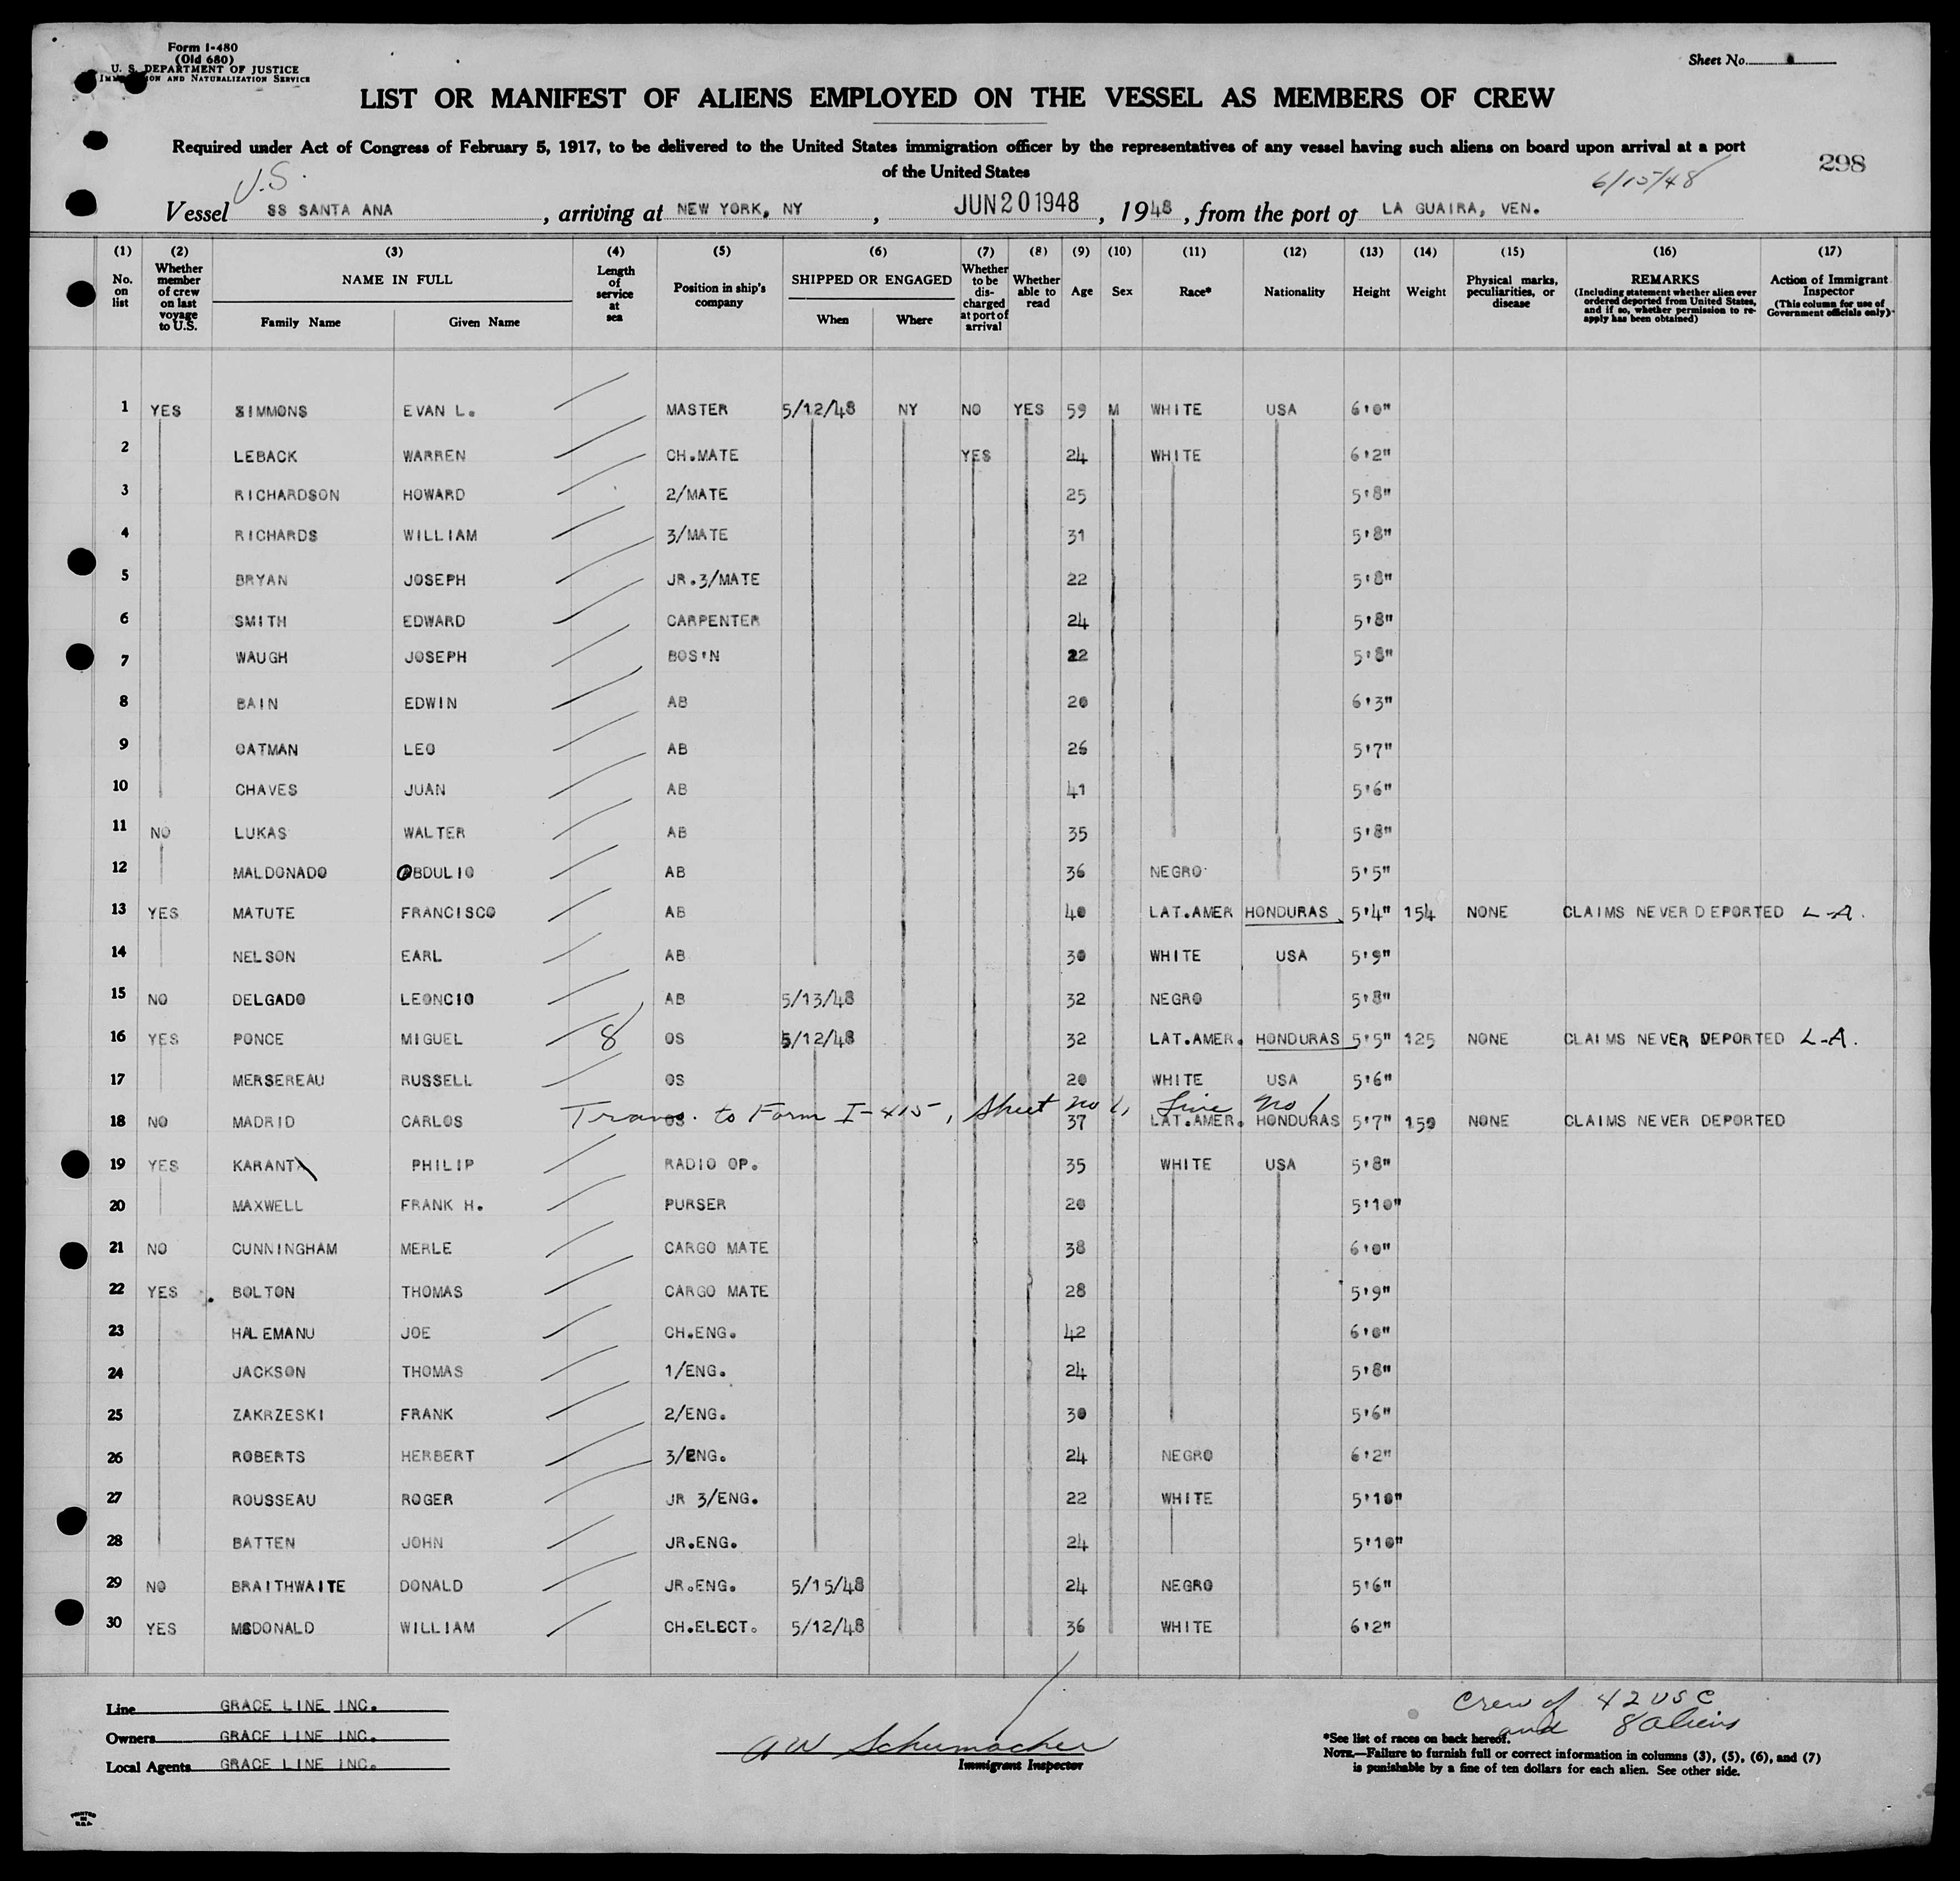 Form I-480
(Old 680)
U. S. DEPARTMENT OF JUSTICE
IMMIGRATION AND NATURALIZATION SERVICE
Sheet No.
LIST OR MANIFEST OF ALIENS EMPLOYED ON THE VESSEL AS MEMBERS OF CREW
Required under Act of Congress of February 5, 1917, to be delivered to the United States immigration officer by the representatives of any vessel having such aliens on board upon arrival at a port
of the United States
298
U.S.
6/15/48
Vessel SS SANTA ANA, arriving at NEW YORK, NY, JUN 20 1948, 1948, from the port of LA GUAIRA, VEN.
(1) (2) (3) (4) (5) (6) (7) (8) (9) (10) (11) (12) (13) (14) (15) (16) (17)
No. on list
Whether member of crew on last voyage to U.S.
NAME IN FULL
Family Name Given Name
Length of service at sea
Position in ship's company
SHIPPED OR ENGAGED
When Where
Whether to be discharged at port of arrival
Whether able to read
Age
Sex
Race*
Nationality
Height
Weight
Physical marks, peculiarities, or disease
REMARKS
(Including statement whether alien ever ordered deported from United States, and if so, whether permission to re-apply has been obtained)
Action of Immigrant Inspector
(This column for use of Government officials only)
1 YES SIMMONS EVAN L. MASTER 5/12/48 NY NO YES 59 M WHITE USA 6'0"
2 LEBACK WARREN CH.MATE YES 24 WHITE 6'2"
3 RICHARDSON HOWARD 2/MATE 25 5'8"
4 RICHARDS WILLIAM 3/MATE 31 5'8"
5 BRYAN JOSEPH JR.3/MATE 22 5'8"
6 SMITH EDWARD CARPENTER 24 5'8"
7 WAUGH JOSEPH BOS'N 22 5'8"
8 BAIN EDWIN AB 20 6'3"
9 OATMAN LEO AB 26 5'7"
10 CHAVES JUAN AB 41 5'6"
11 NO LUKAS WALTER AB 35 5'8"
12 MALDONADO OBDULIO AB 36 NEGRO 5'5"
13 YES MATUTE FRANCISCO AB 40 LAT.AMER HONDURAS 5'4" 154 NONE CLAIMS NEVER DEPORTED L-A.
14 NELSON EARL AB 30 WHITE USA 5'9"
15 NO DELGADO LEONCIO AB 5/13/48 32 NEGRO 5'8"
16 YES PONCE MIGUEL 8 OS 5/12/48 32 LAT.AMER. HONDURAS 5'5" 125 NONE CLAIMS NEVER DEPORTED L-A.
17 MERSEREAU RUSSELL OS 20 WHITE USA 5'6"
Trans. to Form I-415, Sheet No 1, Line No 1
18 NO MADRID CARLOS OS 37 LAT.AMER. HONDURAS 5'7" 150 NONE CLAIMS NEVER DEPORTED
19 YES KARANT PHILIP RADIO OP. 35 WHITE USA 5'8"
20 MAXWELL FRANK H. PURSER 20 5'10"
21 NO CUNNINGHAM MERLE CARGO MATE 38 6'0"
22 YES BOLTON THOMAS CARGO MATE 28 5'9"
23 HALEMANU JOE CH.ENG. 42 6'0"
24 JACKSON THOMAS 1/ENG. 24 5'8"
25 ZAKRZESKI FRANK 2/ENG. 30 5'6"
26 ROBERTS HERBERT 3/ENG. 24 NEGRO 6'2"
27 ROUSSEAU ROGER JR 3/ENG. 22 WHITE 5'10"
28 BATTEN JOHN JR.ENG. 24 5'10"
29 NO BRAITHWAITE DONALD JR.ENG. 5/15/48 24 NEGRO 5'6"
30 YES MCDONALD WILLIAM CH.ELECT. 5/12/48 36 WHITE 6'2"
Line GRACE LINE INC.
Owners GRACE LINE INC.
Local Agents GRACE LINE INC.
A W Schumacher
Immigrant Inspector
Crew of 42 USC
and 8 aliens
*See list of races on back hereof.
NOTE.—Failure to furnish full or correct information in columns (3), (5), (6), and (7)
is punishable by a fine of ten dollars for each alien. See other side.
PRINTED IN U.S.A.